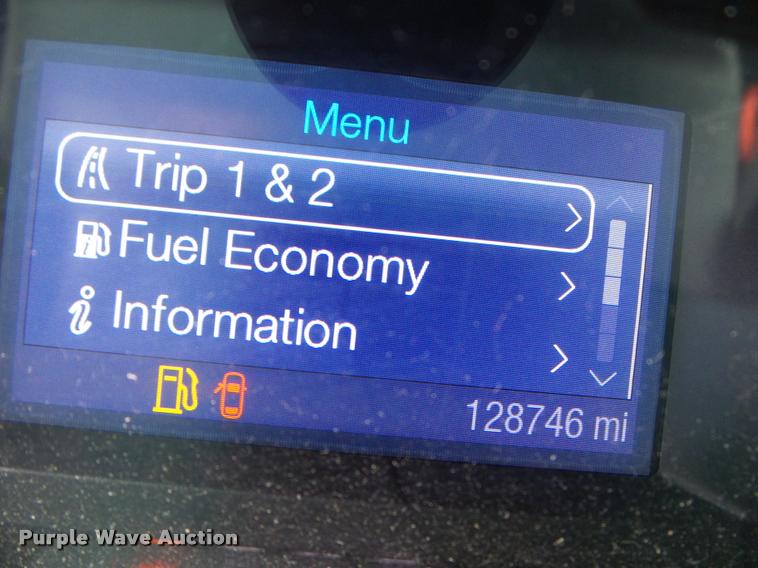 Menu
Trip 1 & 2
Fuel Economy
Information
128746 mi
Purple Wave Auction